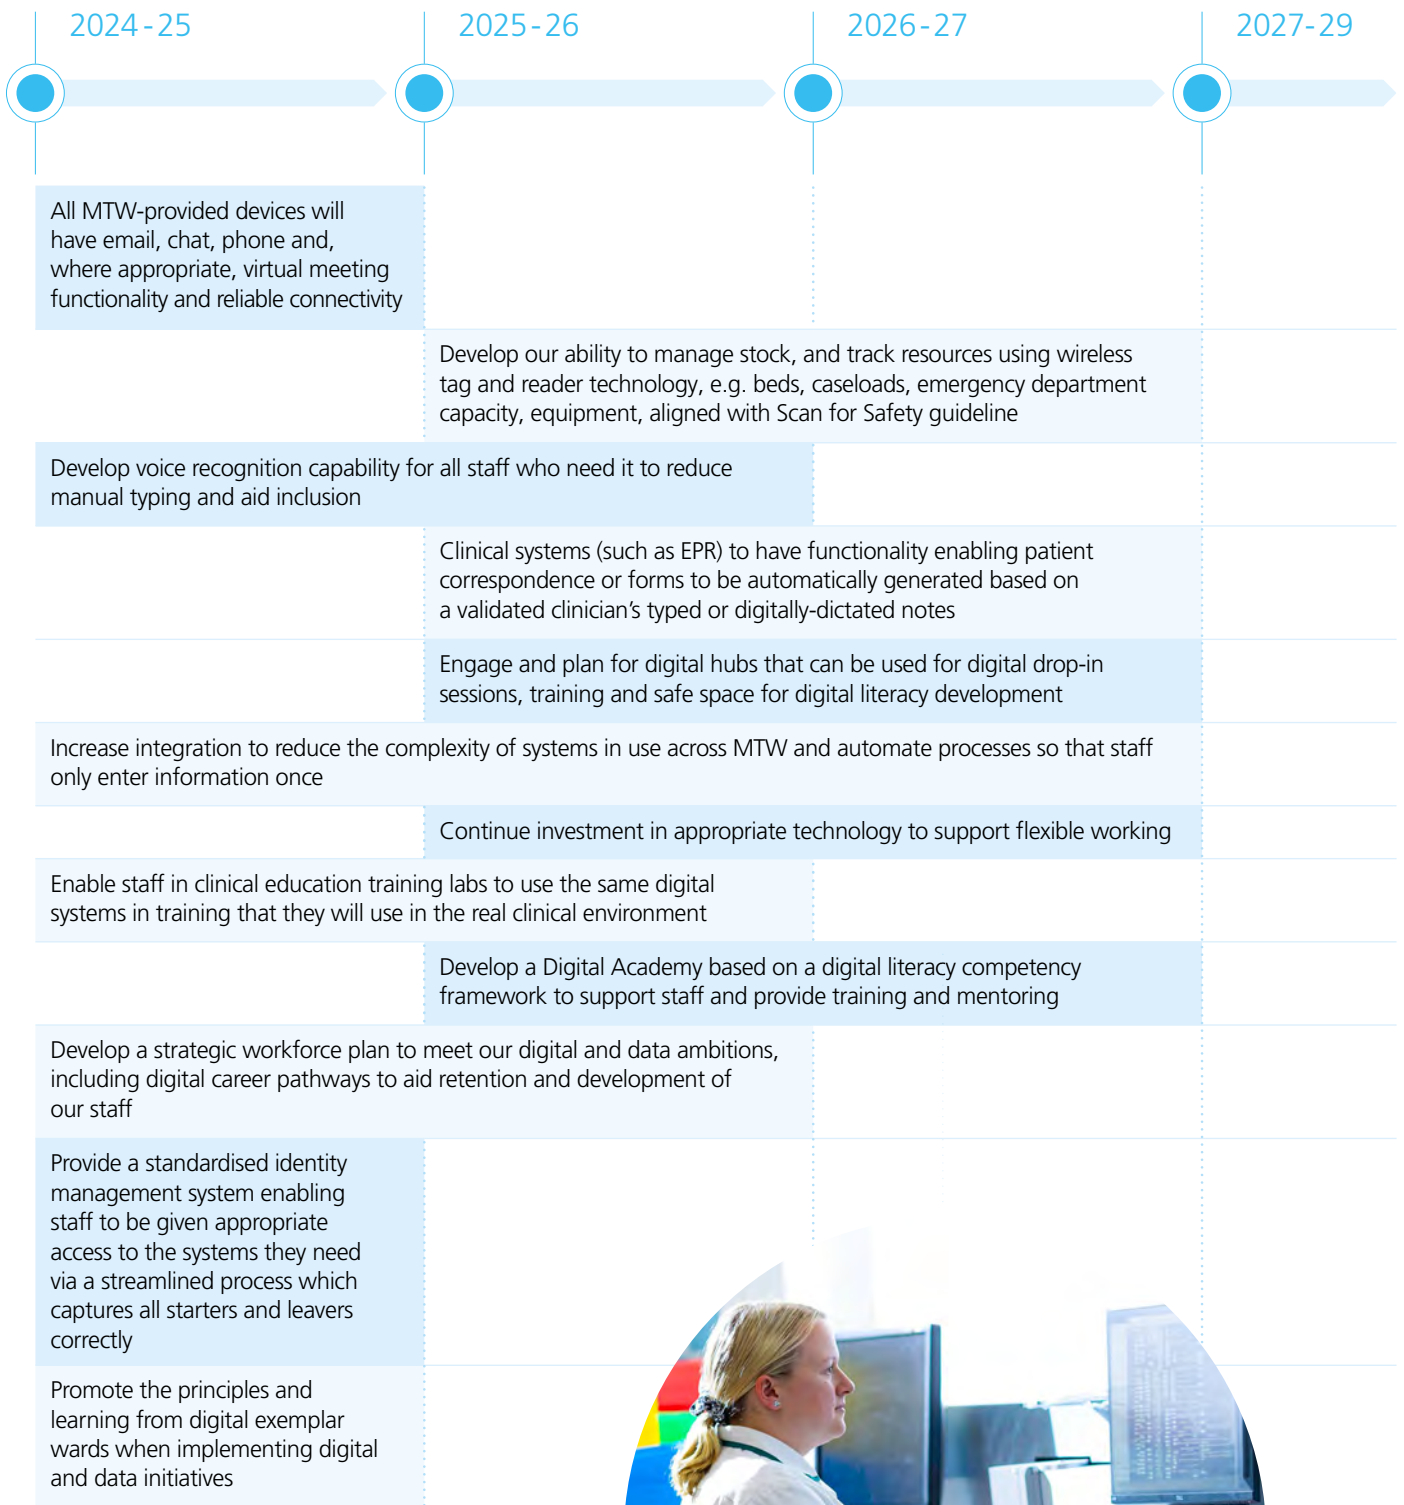 2024-25
2025-26
2026-27
2027-29
All MTW-provided devices will
have email, chat, phone and,
where appropriate, virtual meeting
functionality and reliable connectivity
Develop our ability to manage stock, and track resources using wireless
tag and reader technology, e.g. beds, caseloads, emergency department
capacity, equipment, aligned with Scan for Safety guideline
Develop voice recognition capability for all staff who need it to reduce
manual typing and aid inclusion
Clinical systems (such as EPR) to have functionality enabling patient
correspondence or forms to be automatically generated based on
a validated clinician’s typed or digitally-dictated notes
Engage and plan for digital hubs that can be used for digital drop-in
sessions, training and safe space for digital literacy development
Increase integration to reduce the complexity of systems in use across MTW and automate processes so that staff
only enter information once
Continue investment in appropriate technology to support flexible working
Enable staff in clinical education training labs to use the same digital
systems in training that they will use in the real clinical environment
Develop a Digital Academy based on a digital literacy competency
framework to support staff and provide training and mentoring
Develop a strategic workforce plan to meet our digital and data ambitions,
including digital career pathways to aid retention and development of
our staff
Provide a standardised identity
management system enabling
staff to be given appropriate
access to the systems they need
via a streamlined process which
captures all starters and leavers
correctly
Promote the principles and
learning from digital exemplar
wards when implementing digital
and data initiatives